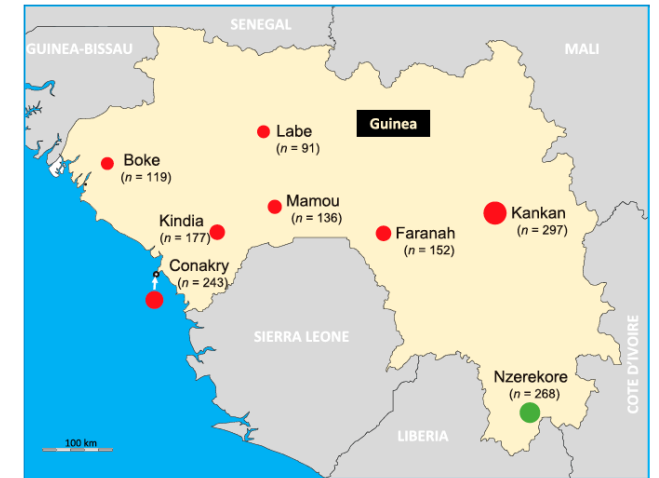 SENEGAL
GUINEA-BISSAU
MALI
Guinea
Labe
(n = 91)
Boke
(n = 119)
Mamou
(n = 136)
Kankan
(n = 297)
Kindia
(n = 177)
Faranah
(n = 152)
Conakry
(n = 243)
SIERRA LEONE
COTE D'IVOIRE
Nzerekore
(n = 268)
LIBERIA
100 km